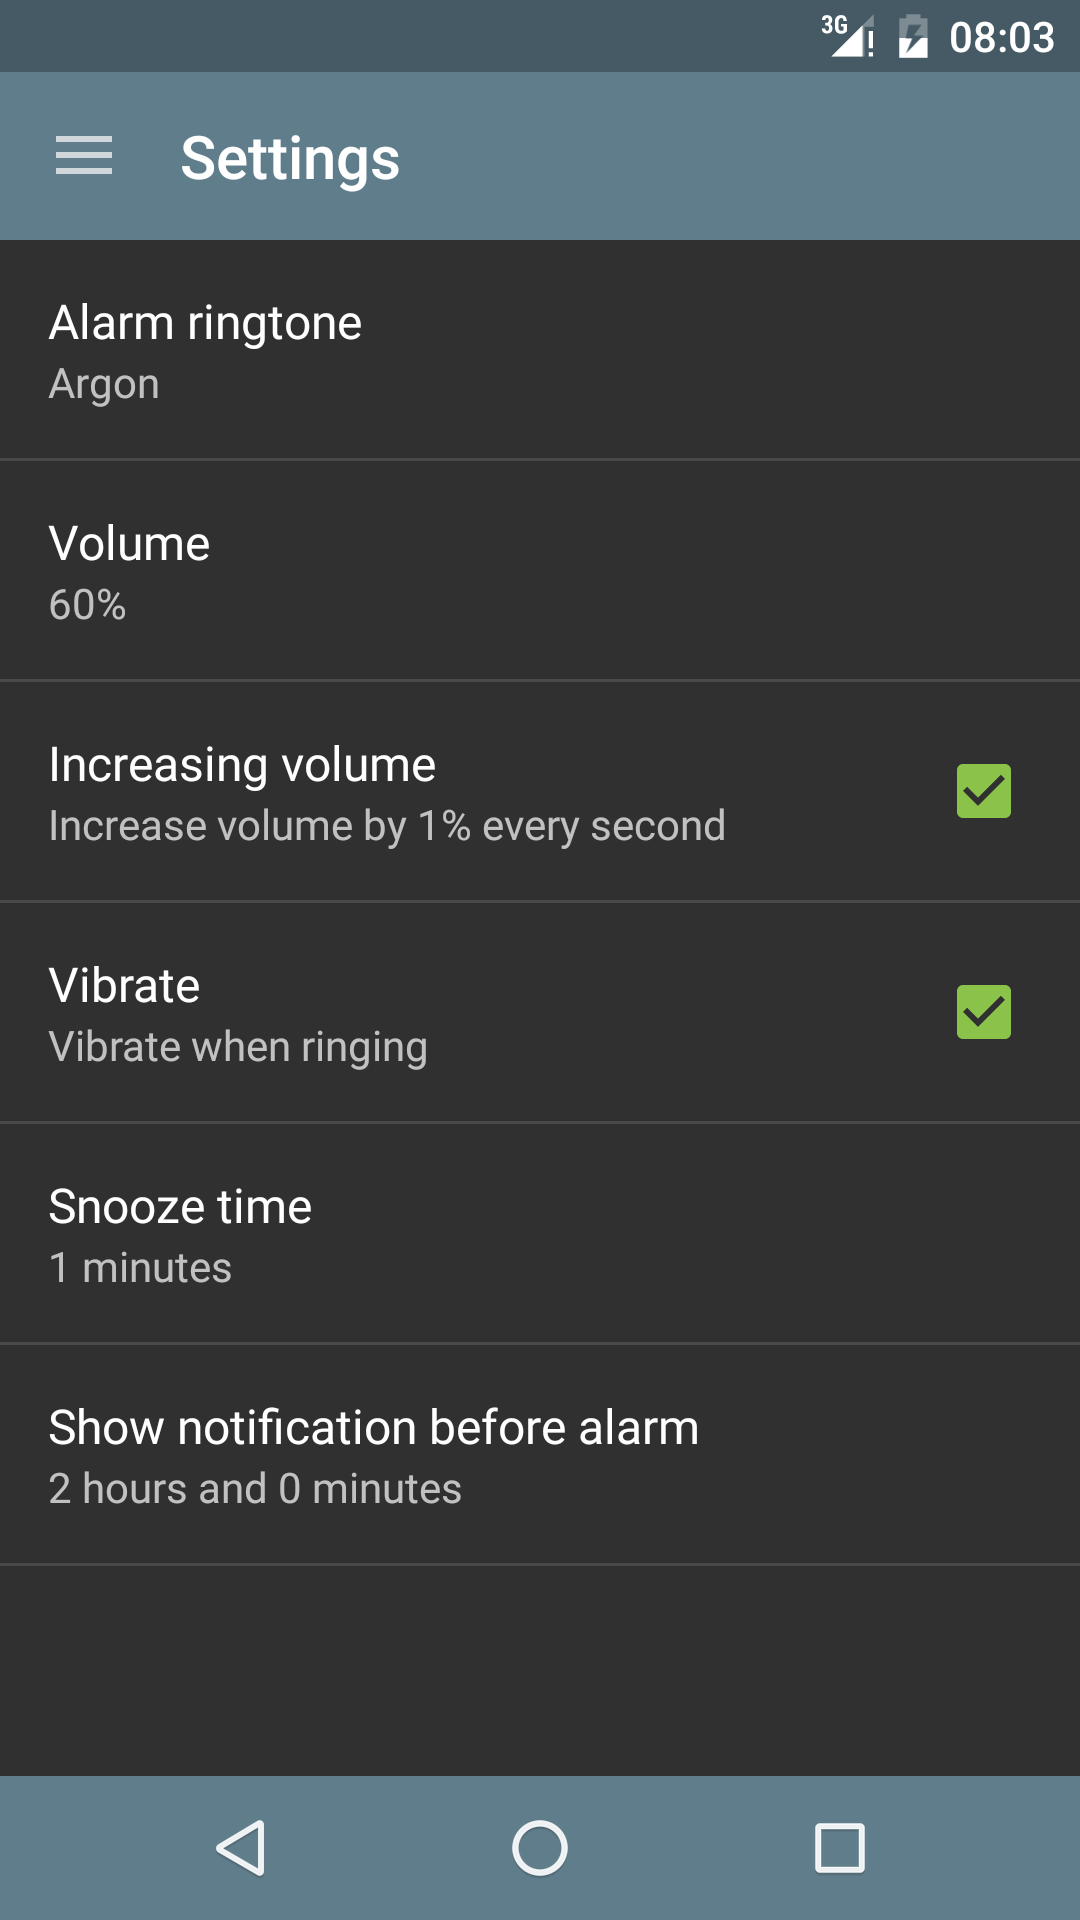 3G 08:03
Settings
Alarm ringtone
Argon
Volume
60%
Increasing volume
Increase volume by 1% every second
Vibrate
Vibrate when ringing
Snooze time
1 minutes
Show notification before alarm
2 hours and 0 minutes